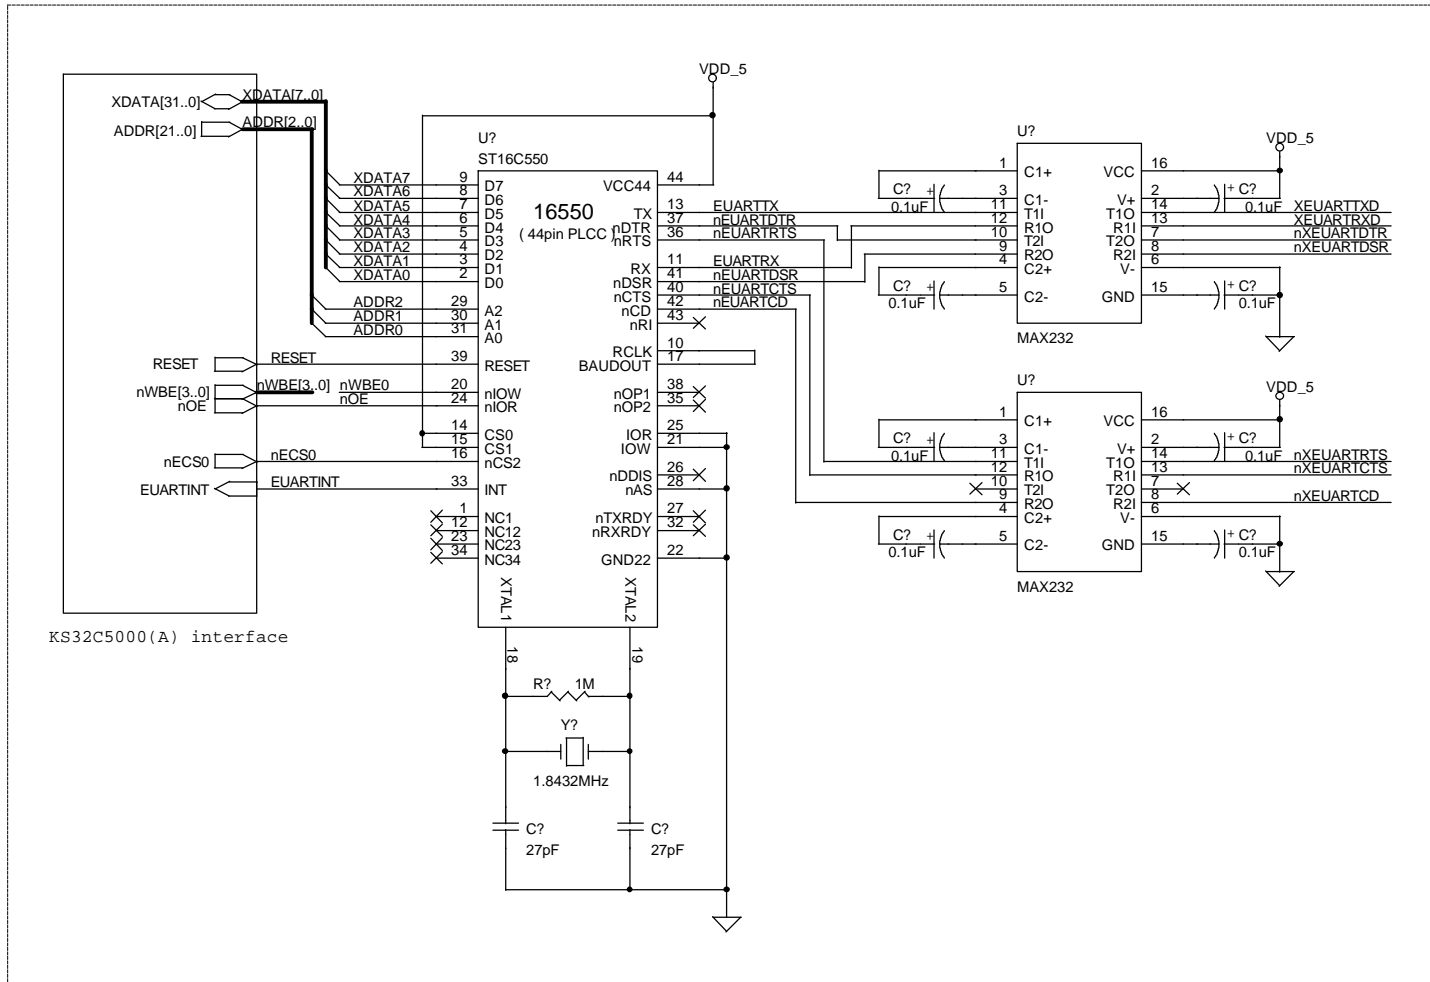 VDD_5
XDATA[31..0]
XDATA[7..0]
ADDR[21..0]
ADDR[2..0]
U?
ST16C550
16550
( 44pin PLCC )
XDATA7 9 D7
XDATA6 8 D6
XDATA5 7 D5
XDATA4 6 D4
XDATA3 5 D3
XDATA2 4 D2
XDATA1 3 D1
XDATA0 2 D0
ADDR2 29 A2
ADDR1 30 A1
ADDR0 31 A0
RESET RESET 39 RESET
nWBE[3..0] nWBE[3..0] nWBE0 20 nIOW
nOE nOE 24 nIOR
14 CS0
15 CS1
nECS0 nECS0 16 nCS2
EUARTINT EUARTINT 33 INT
1 NC1
12 NC12
23 NC23
34 NC34
VCC44 44
TX 13 EUARTTX
nDTR 37 nEUARTDTR
nRTS 36 nEUARTRTS
RX 11 EUARTRX
nDSR 41 nEUARTDSR
nCTS 40 nEUARTCTS
nCD 42 nEUARTCD
nRI 43
RCLK 10
BAUDOUT 17
nOP1 38
nOP2 35
IOR 25
IOW 21
nDDIS 26
nAS 28
nTXRDY 27
nRXRDY 32
GND22 22
XTAL1
XTAL2
18
19
R? 1M
Y?
1.8432MHz
C?
27pF
C?
27pF
KS32C5000(A) interface
U?
VDD_5
1 C1+ VCC 16
C? + 3 C1- V+ 2 + C?
0.1uF 11 T1I T1O 14 0.1uF XEUARTTXD
12 R1O R1I 13 XEUARTRXD
10 T2I T2O 7 nXEUARTDTR
9 R2O R2I 8 nXEUARTDSR
4 C2+ V- 6
C? + 5 C2- GND 15 + C?
0.1uF 0.1uF
MAX232
U?
VDD_5
1 C1+ VCC 16
C? + 3 C1- V+ 2 + C?
0.1uF 11 T1I T1O 14 0.1uF nXEUARTRTS
12 R1O R1I 13 nXEUARTCTS
10 T2I T2O 7
9 R2O R2I 8 nXEUARTCD
4 C2+ V- 6
C? + 5 C2- GND 15 + C?
0.1uF 0.1uF
MAX232